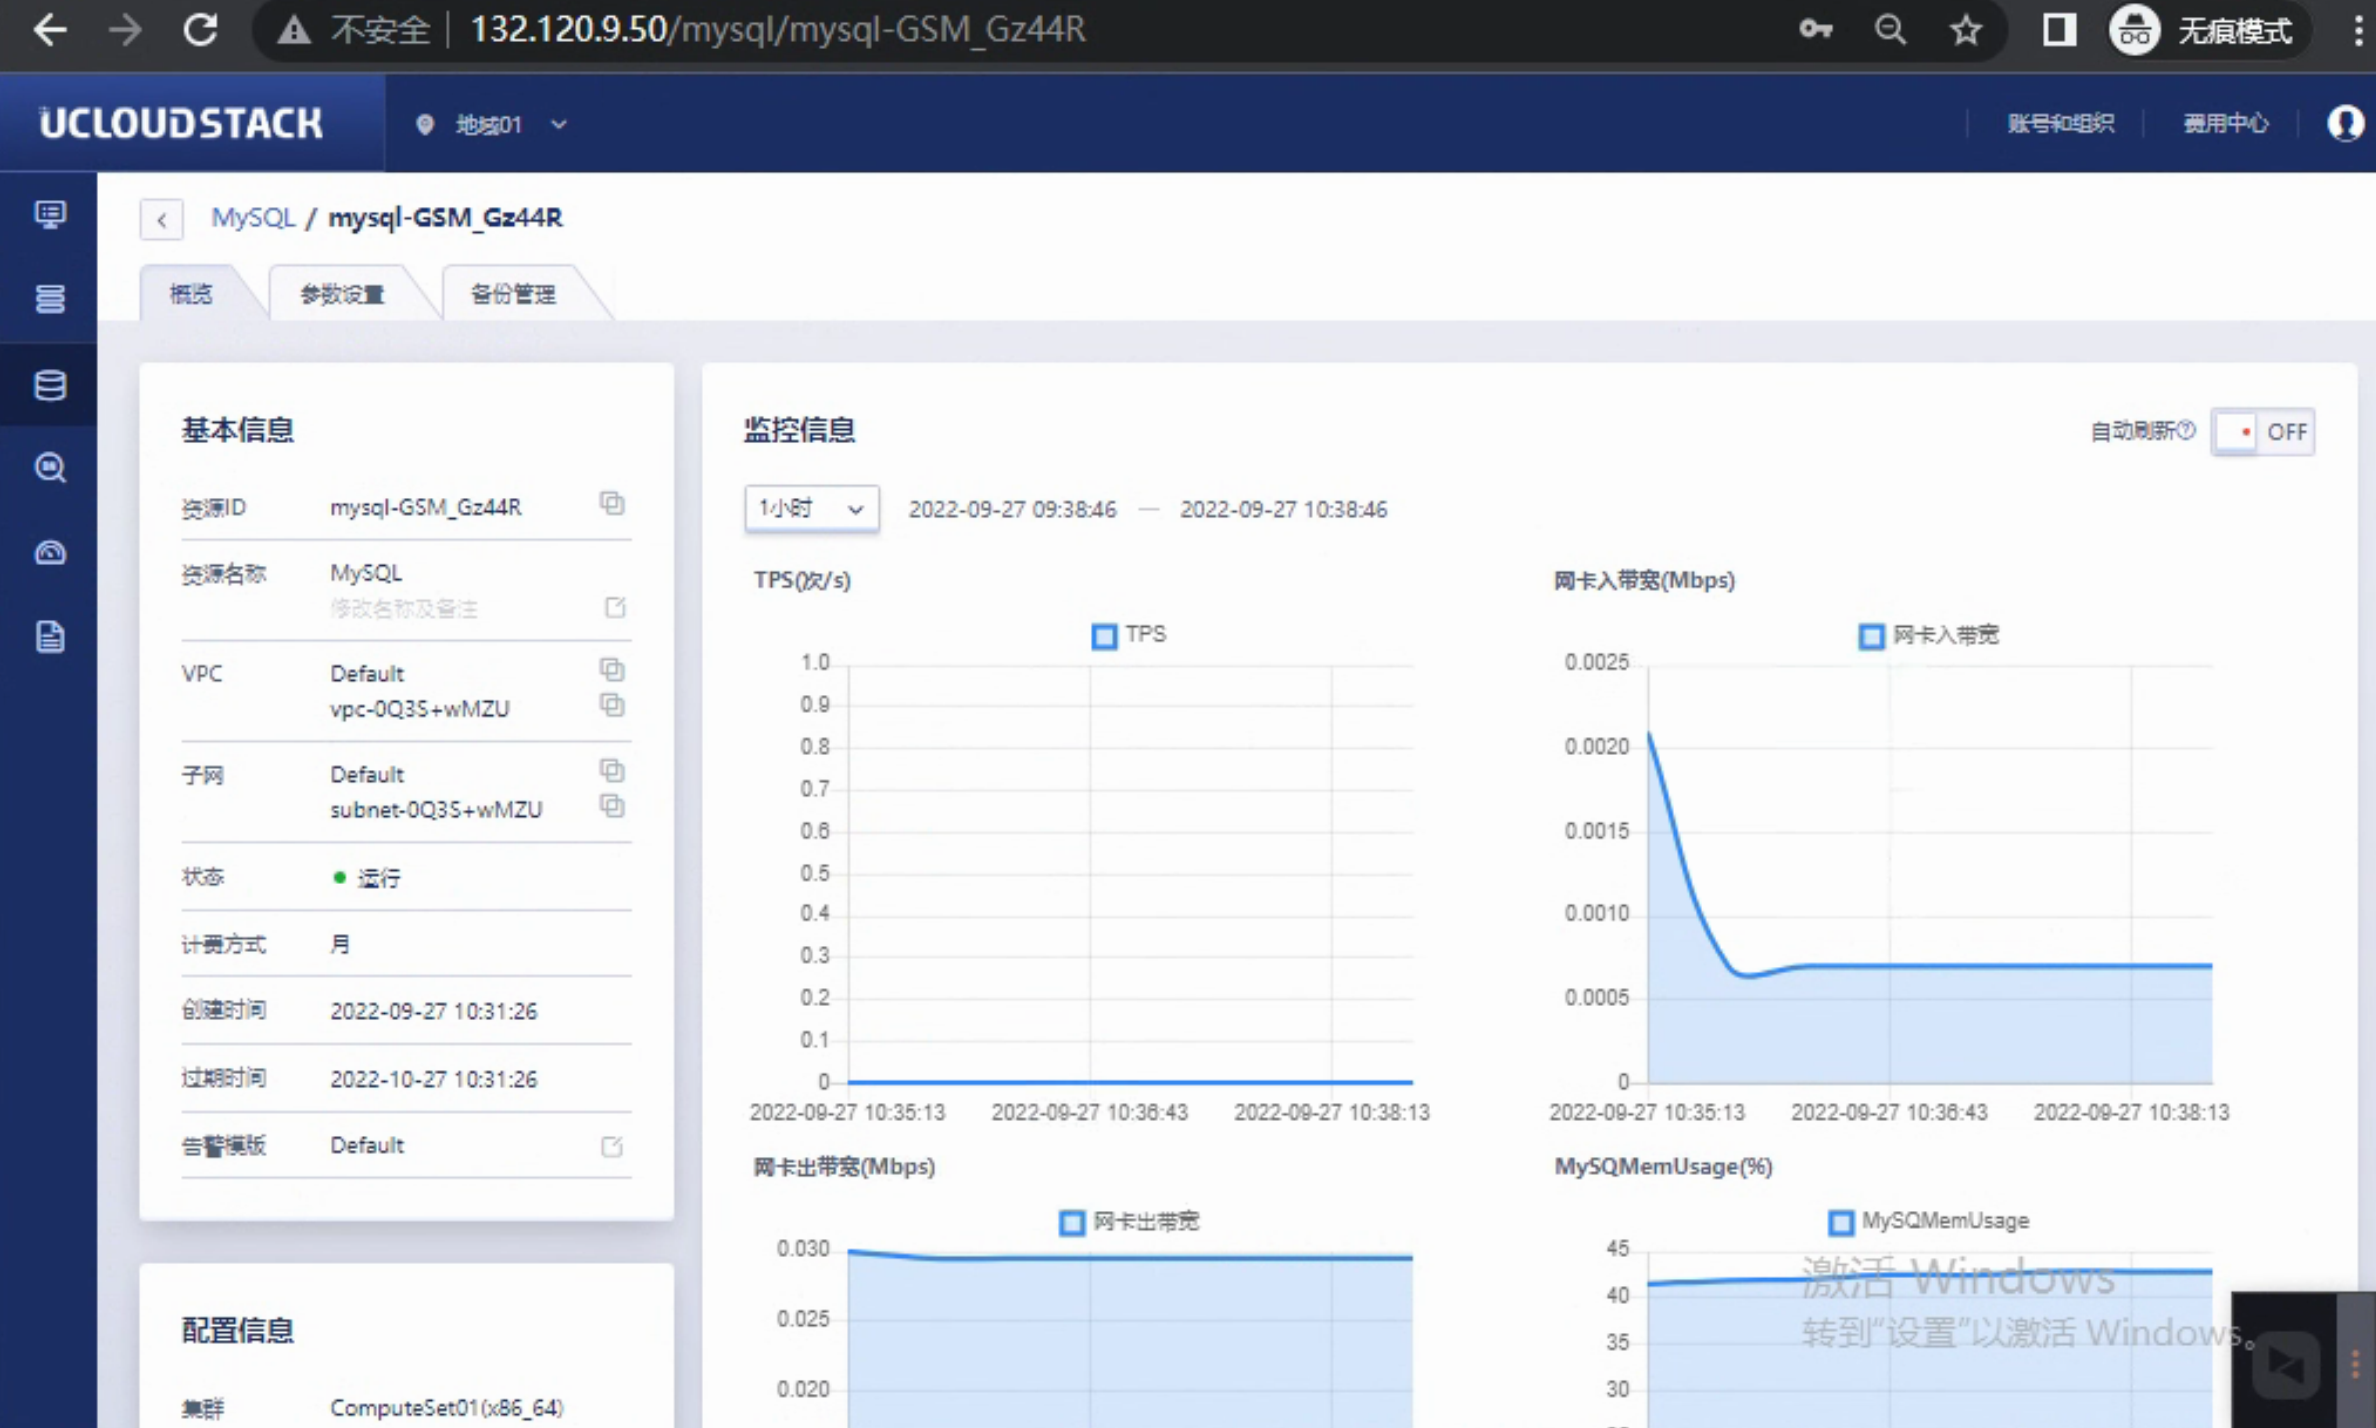 不安全 132.120.9.50/mysql/mysql-GSM_Gz44R 无痕模式
UCLOUDSTACK 地域01 账号和组织 费用中心
MySQL / mysql-GSM_Gz44R
概览 参数设置 备份管理
基本信息
资源ID mysql-GSM_Gz44R
资源名称 MySQL
修改名称及备注
VPC Default
vpc-0Q3S+wMZU
子网 Default
subnet-0Q3S+wMZU
状态 运行
计费方式 月
创建时间 2022-09-27 10:31:26
过期时间 2022-10-27 10:31:26
告警模版 Default
配置信息
集群 ComputeSet01(x86_64)
监控信息 自动刷新 OFF
1小时 2022-09-27 09:38:46 — 2022-09-27 10:38:46
TPS(次/s)
TPS
1.0
0.9
0.8
0.7
0.6
0.5
0.4
0.3
0.2
0.1
0
2022-09-27 10:35:13 2022-09-27 10:36:43 2022-09-27 10:38:13
网卡入带宽(Mbps)
网卡入带宽
0.0025
0.0020
0.0015
0.0010
0.0005
0
2022-09-27 10:35:13 2022-09-27 10:36:43 2022-09-27 10:38:13
网卡出带宽(Mbps)
网卡出带宽
0.030
0.025
0.020
MySQMemUsage(%)
MySQMemUsage
45
40
35
30
激活 Windows
转到“设置”以激活 Windows。